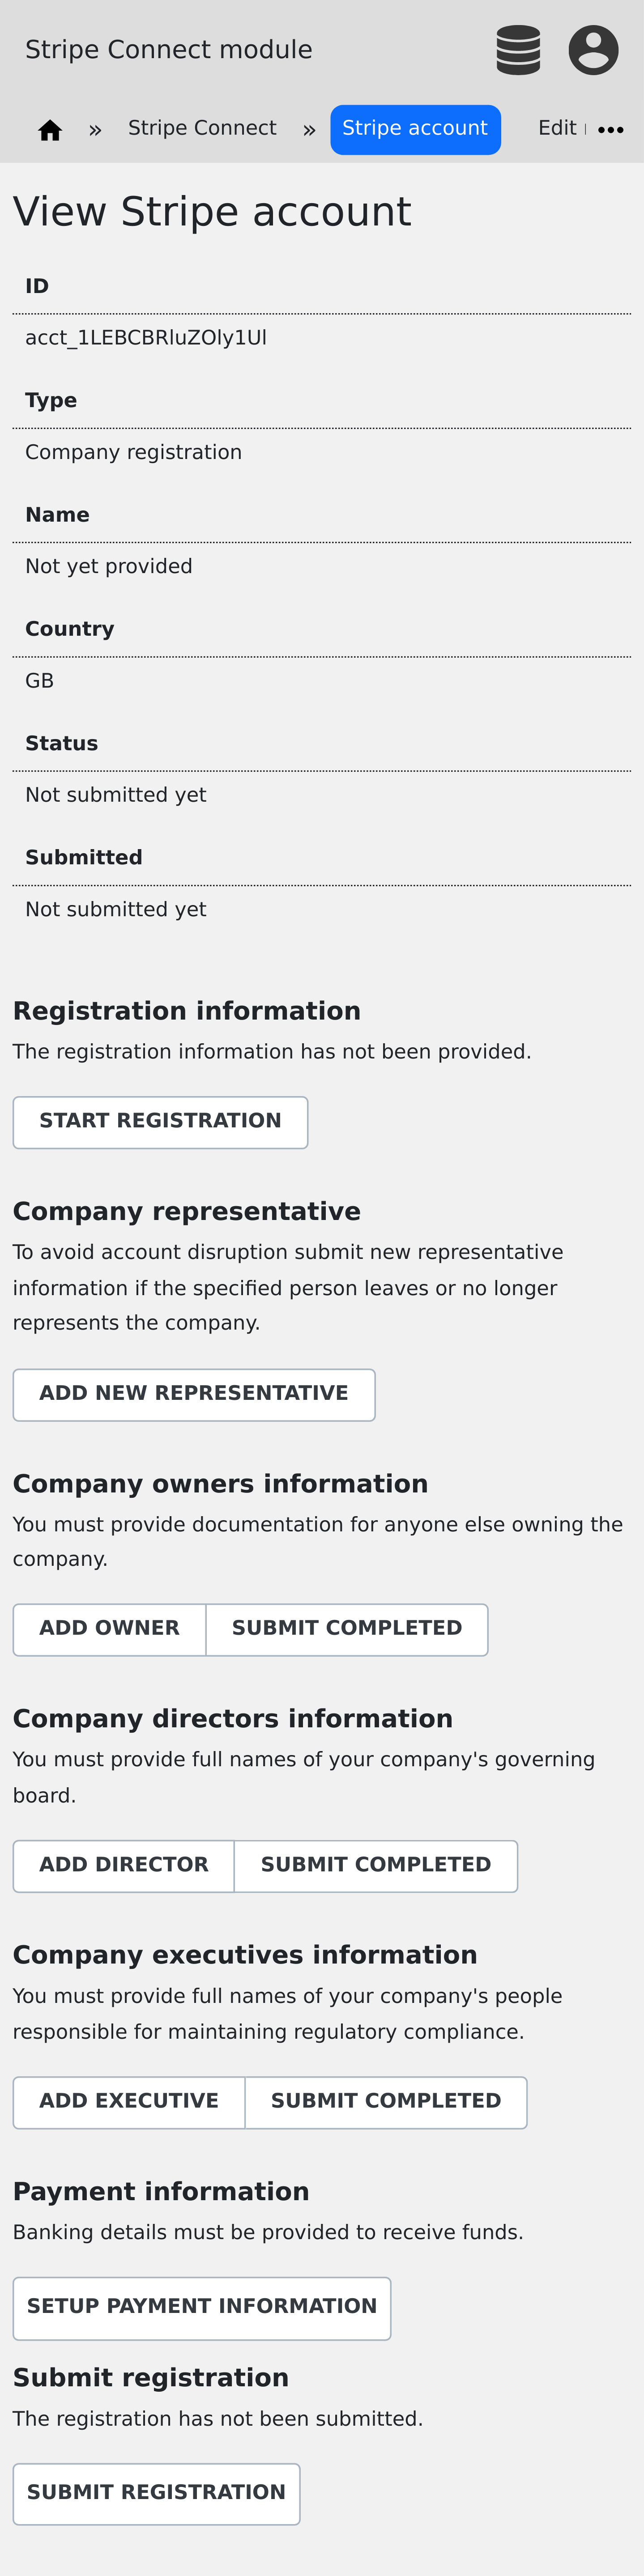 Stripe Connect module
» Stripe Connect » Stripe account Edit
View Stripe account
ID
acct_1LEBCBRluZOly1Ul
Type
Company registration
Name
Not yet provided
Country
GB
Status
Not submitted yet
Submitted
Not submitted yet
Registration information
The registration information has not been provided.
START REGISTRATION
Company representative
To avoid account disruption submit new representative
information if the specified person leaves or no longer
represents the company.
ADD NEW REPRESENTATIVE
Company owners information
You must provide documentation for anyone else owning the
company.
ADD OWNER SUBMIT COMPLETED
Company directors information
You must provide full names of your company's governing
board.
ADD DIRECTOR SUBMIT COMPLETED
Company executives information
You must provide full names of your company's people
responsible for maintaining regulatory compliance.
ADD EXECUTIVE SUBMIT COMPLETED
Payment information
Banking details must be provided to receive funds.
SETUP PAYMENT INFORMATION
Submit registration
The registration has not been submitted.
SUBMIT REGISTRATION